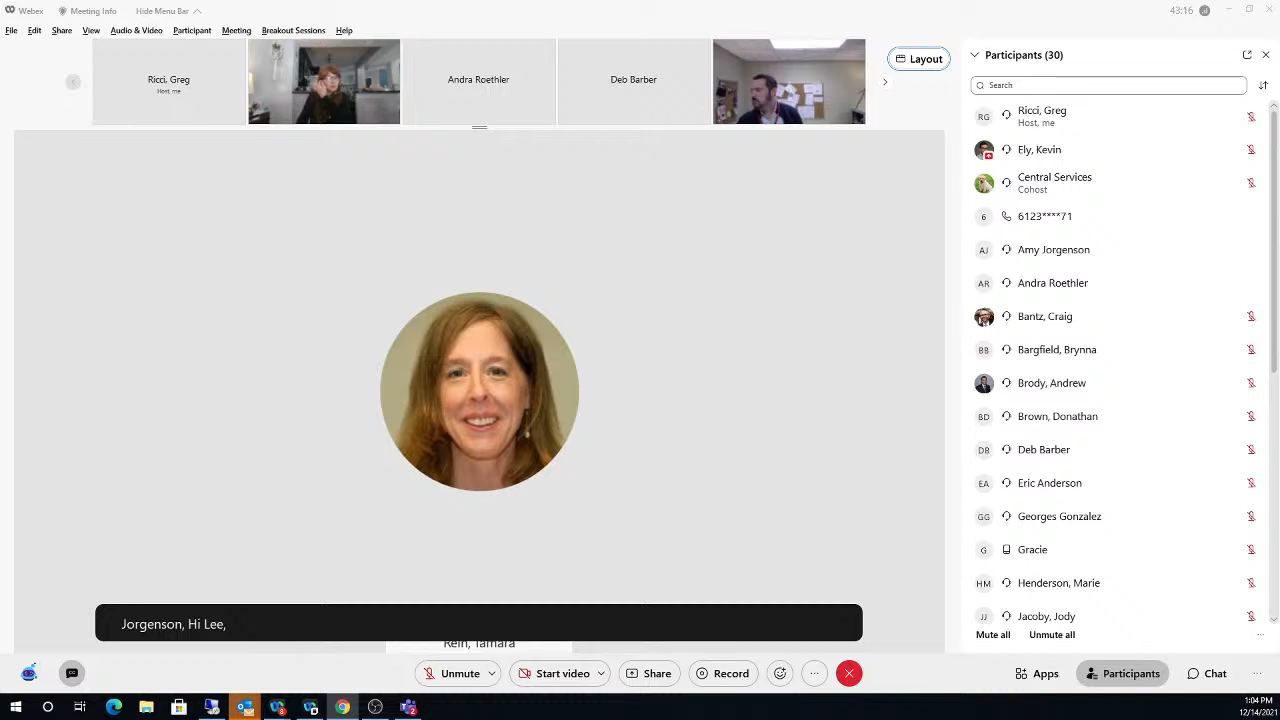 Webex
Meeting Info
Hide Menu Bar
43:16
File Edit Share View Audio & Video Participant Meeting Breakout Sessions Help
Ricci, Greg
Host, me
Andra Roethler
Deb Barber
Layout
Participants (30)
Search
RG Ricci, Greg
Host, me
Ely, Kevin
Central Services
Cohost
6 6123****71
AJ Amy Jorgenson
AR Andra Roethler
Bantz, Craig
BB Bargfield, Brynna
Brody, Andrew
BD Brown, Donathan
DB Deb Barber
EA Eric Anderson
GG Georges Gonzalez
G Gracie
HM Henderson, Marie
JJ Jacoby, Jody
Mute all Unmute all
Jorgenson, Hi Lee,
Rein, Tamara
Unmute Start video Share Record
Apps Participants Chat
1:04 PM
12/14/2021